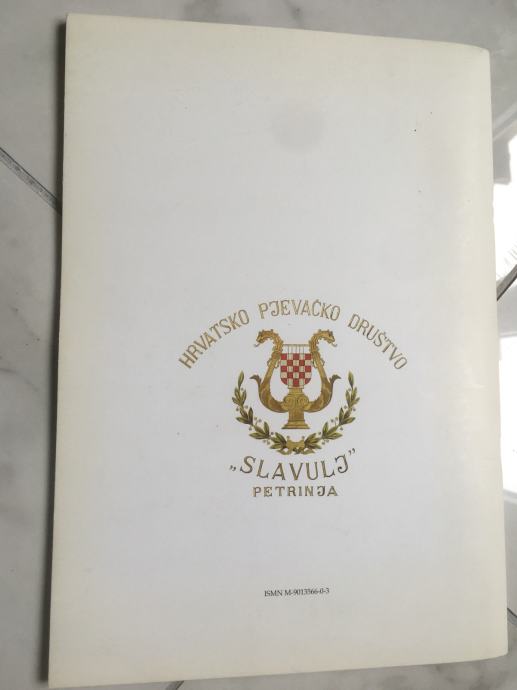 HRVATSKO PJEVAČKO DRUŠTVO
„SLAVULJ”
PETRINJA
ISMN M-9013566-0-3